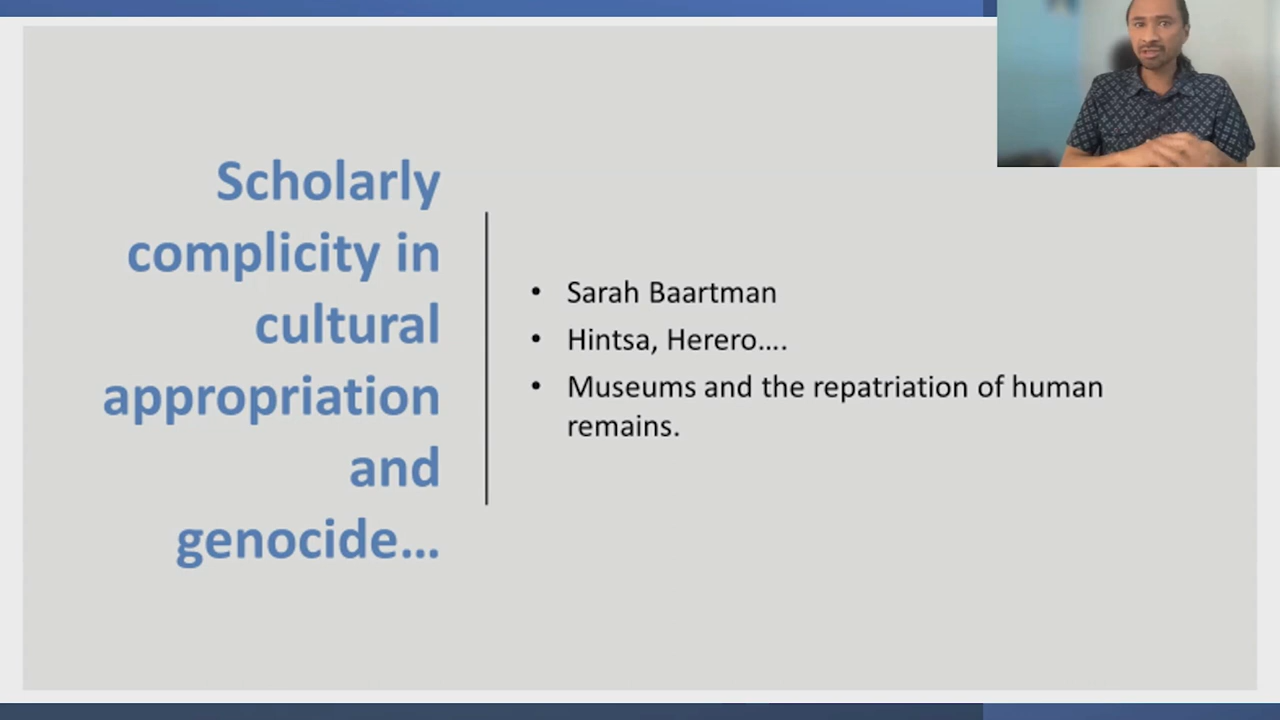 Scholarly
complicity in
cultural
appropriation
and
genocide…
• Sarah Baartman
• Hintsa, Herero….
• Museums and the repatriation of human
remains.